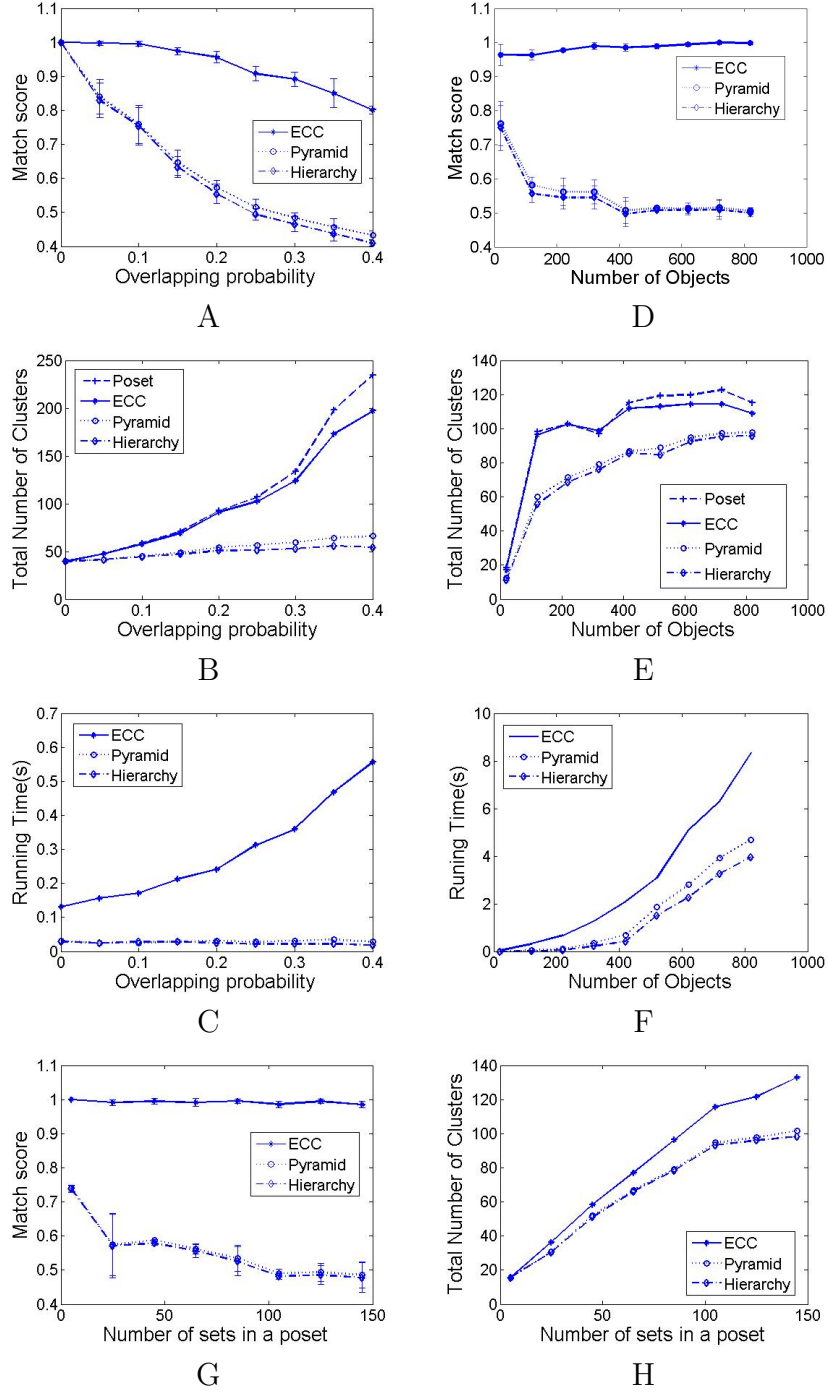 1.1
1
0.9
0.8
0.7
0.6
0.5
0.4
Match score
ECC
Pyramid
Hierarchy
0 0.1 0.2 0.3 0.4
Overlapping probability
A
1.1
1
0.9
0.8
0.7
0.6
0.5
0.4
Match score
ECC
Pyramid
Hierarchy
0 200 400 600 800 1000
Number of Objects
D
250
200
150
100
50
0
Total Number of Clusters
Poset
ECC
Pyramid
Hierarchy
0 0.1 0.2 0.3 0.4
Overlapping probability
B
140
120
100
80
60
40
20
0
Total Number of Clusters
Poset
ECC
Pyramid
Hierarchy
0 200 400 600 800 1000
Number of Objects
E
0.7
0.6
0.5
0.4
0.3
0.2
0.1
0
Running Time(s)
ECC
Pyramid
Hierarchy
0 0.1 0.2 0.3 0.4
Overlapping probability
C
10
8
6
4
2
0
Runing Time(s)
ECC
Pyramid
Hierarchy
0 200 400 600 800 1000
Number of Objects
F
1.1
1
0.9
0.8
0.7
0.6
0.5
0.4
Match score
ECC
Pyramid
Hierarchy
0 50 100 150
Number of sets in a poset
G
140
120
100
80
60
40
20
0
Total Number of Clusters
ECC
Pyramid
Hierarchy
0 50 100 150
Number of sets in a poset
H